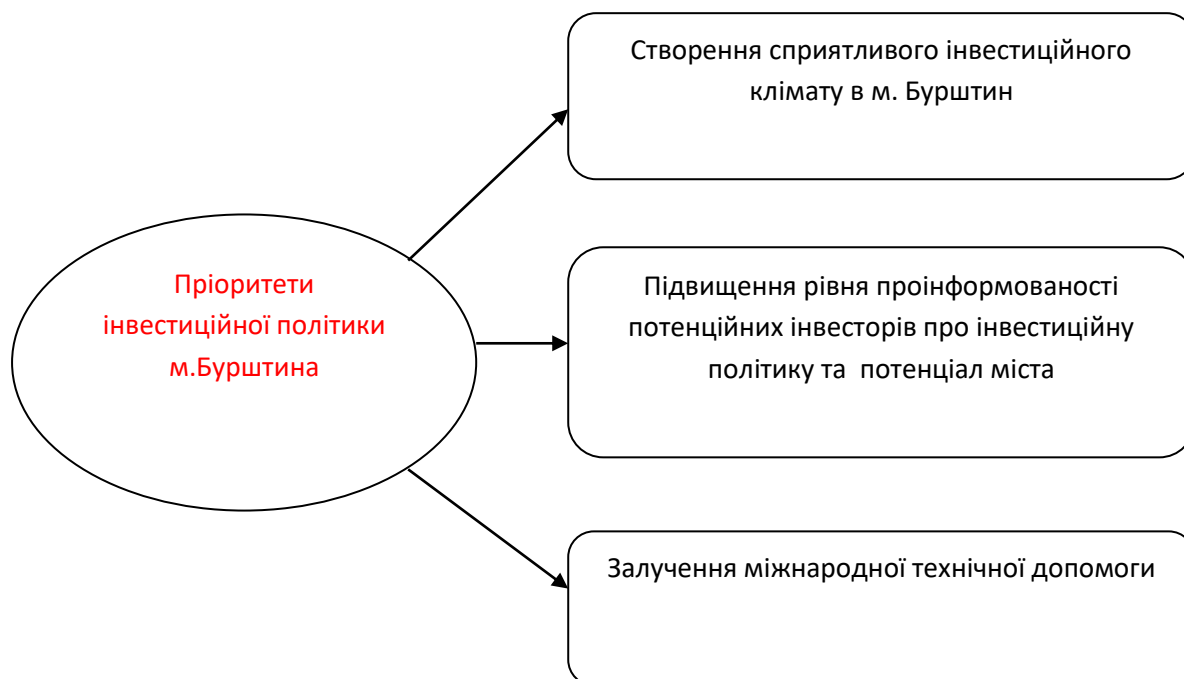 Створення сприятливого інвестиційного
клімату в м. Бурштин
Пріоритети
інвестиційної політики
м.Бурштина
Підвищення рівня проінформованості
потенційних інвесторів про інвестиційну
політику та потенціал міста
Залучення міжнародної технічної допомоги